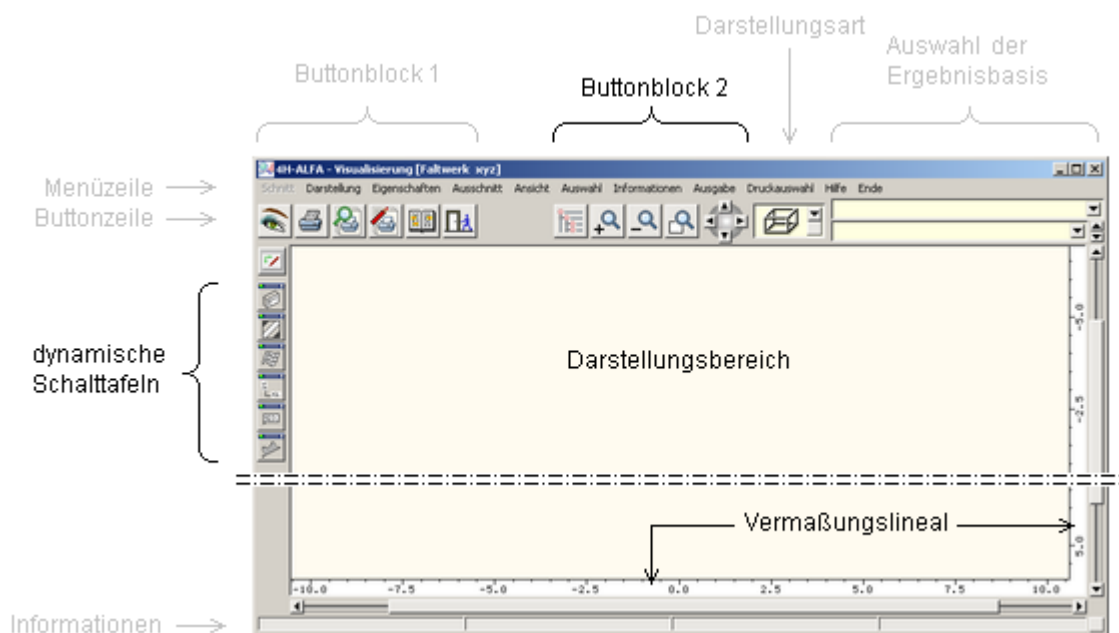 Darstellungsart
Auswahl der
Ergebnisbasis
Buttonblock 1
Buttonblock 2
4H-ALFA - Visualisierung [Faltwerk xyz]
Menüzeile
Schnitt Darstellung Eigenschaften Ausschnitt Ansicht Auswahl Informationen Ausgabe Druckauswahl Hilfe Ende
Buttonzeile
-5.0
dynamische
Schalttafeln
Darstellungsbereich
-2.5
Vermaßungslineal
5.0
-10.0 -7.5 -5.0 -2.5 0.0 2.5 5.0 7.5 10.0
Informationen